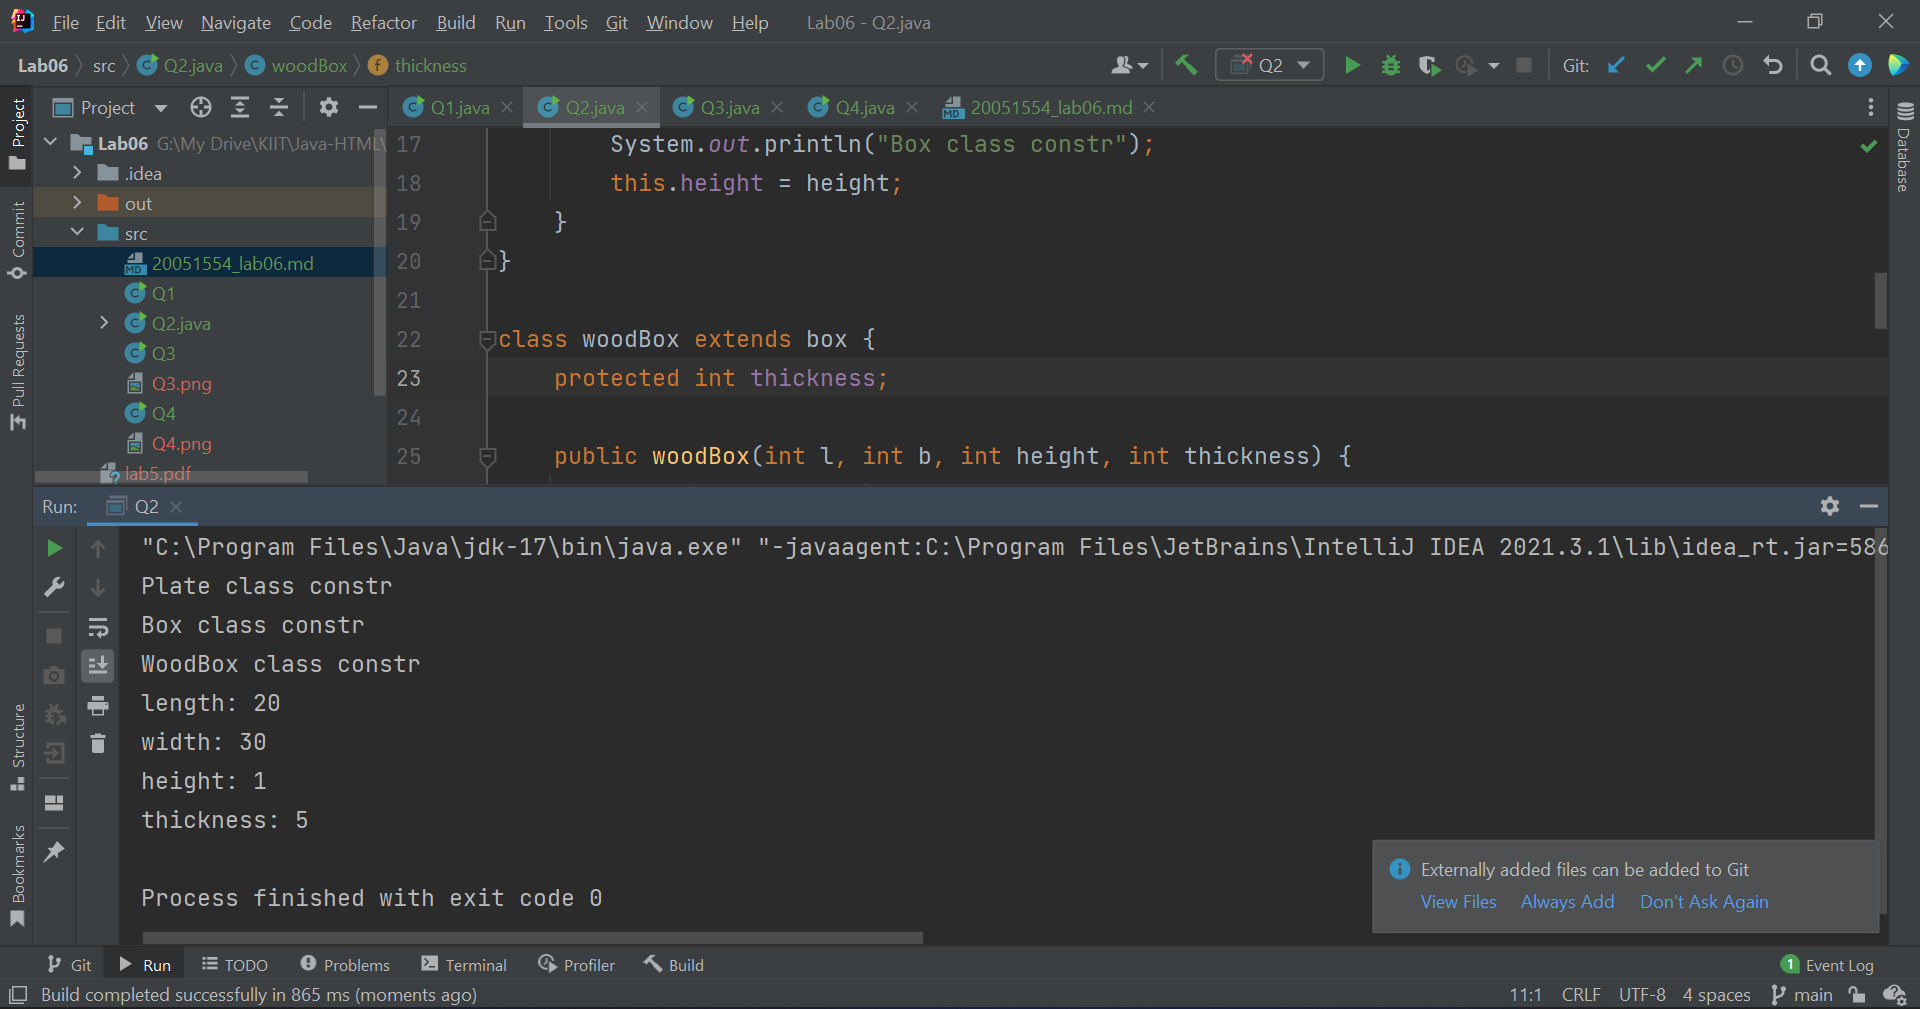 File Edit View Navigate Code Refactor Build Run Tools Git Window Help Lab06 - Q2.java
Lab06 src Q2.java woodBox thickness Q2 Git:
Project
Q1.java Q2.java Q3.java Q4.java 20051554_lab06.md
Project
Commit
Pull Requests
Structure
Bookmarks
Database
Lab06 G:\My Drive\KIIT\Java-HTML\
.idea
out
src
20051554_lab06.md
Q1
Q2.java
Q3
Q3.png
Q4
Q4.png
lab5.pdf
17 System.out.println("Box class constr");
18 this.height = height;
19 }
20 }
21
22 class woodBox extends box {
23 protected int thickness;
24
25 public woodBox(int l, int b, int height, int thickness) {
Run: Q2
"C:\Program Files\Java\jdk-17\bin\java.exe" "-javaagent:C:\Program Files\JetBrains\IntelliJ IDEA 2021.3.1\lib\idea_rt.jar=586
Plate class constr
Box class constr
WoodBox class constr
length: 20
width: 30
height: 1
thickness: 5
Process finished with exit code 0
Externally added files can be added to Git
View Files Always Add Don't Ask Again
Git Run TODO Problems Terminal Profiler Build 1 Event Log
Build completed successfully in 865 ms (moments ago) 11:1 CRLF UTF-8 4 spaces main